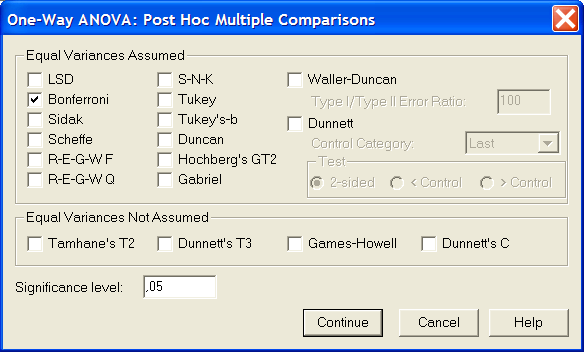 One-Way ANOVA: Post Hoc Multiple Comparisons
Equal Variances Assumed
LSD
S-N-K
Waller-Duncan
Bonferroni
Tukey
Type I/Type II Error Ratio:
100
Sidak
Tukey's-b
Dunnett
Scheffe
Duncan
Control Category:
Last
R-E-G-W F
Hochberg's GT2
Test
R-E-G-W Q
Gabriel
2-sided
< Control
> Control
Equal Variances Not Assumed
Tamhane's T2
Dunnett's T3
Games-Howell
Dunnett's C
Significance level:
,05
Continue
Cancel
Help